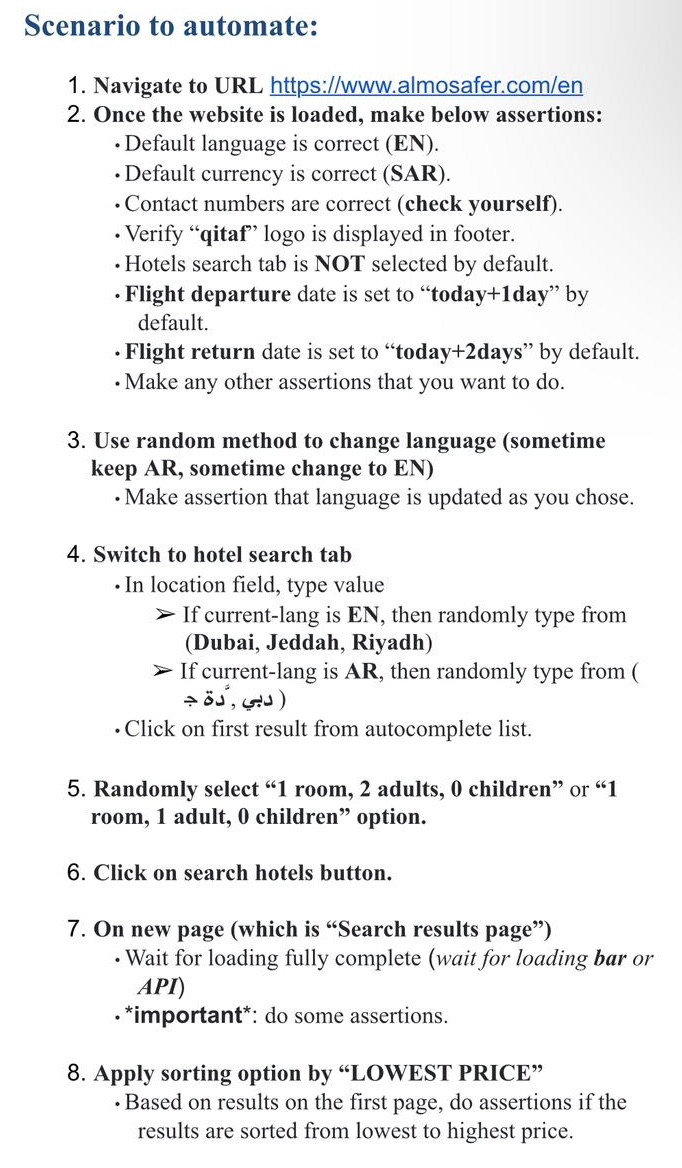 Scenario to automate:
1. Navigate to URL https://www.almosafer.com/en
2. Once the website is loaded, make below assertions:
• Default language is correct (EN).
• Default currency is correct (SAR).
• Contact numbers are correct (check yourself).
• Verify “qitaf” logo is displayed in footer.
• Hotels search tab is NOT selected by default.
• Flight departure date is set to “today+1day” by
default.
• Flight return date is set to “today+2days” by default.
• Make any other assertions that you want to do.
3. Use random method to change language (sometime
keep AR, sometime change to EN)
• Make assertion that language is updated as you chose.
4. Switch to hotel search tab
• In location field, type value
➢ If current-lang is EN, then randomly type from
(Dubai, Jeddah, Riyadh)
➢ If current-lang is AR, then randomly type from (
دبي , دّة ج )
• Click on first result from autocomplete list.
5. Randomly select “1 room, 2 adults, 0 children” or “1
room, 1 adult, 0 children” option.
6. Click on search hotels button.
7. On new page (which is “Search results page”)
• Wait for loading fully complete (wait for loading bar or
API)
• *important*: do some assertions.
8. Apply sorting option by “LOWEST PRICE”
• Based on results on the first page, do assertions if the
results are sorted from lowest to highest price.